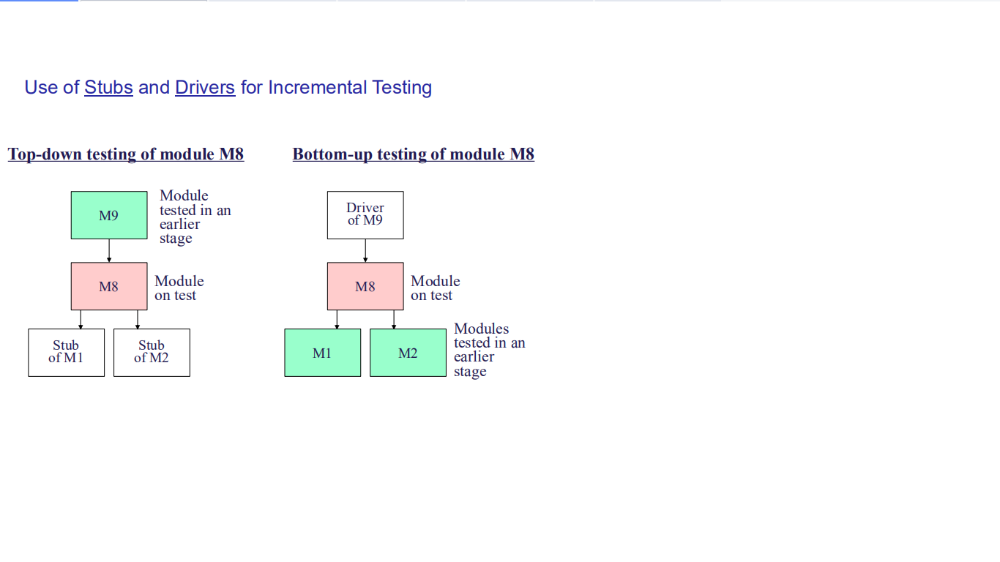 Use of Stubs and Drivers for Incremental Testing
Top-down testing of module M8
M9
Module
tested in an
earlier
stage
M8
Module
on test
Stub
of M1
Stub
of M2
Bottom-up testing of module M8
Driver
of M9
M8
Module
on test
M1
M2
Modules
tested in an
earlier
stage